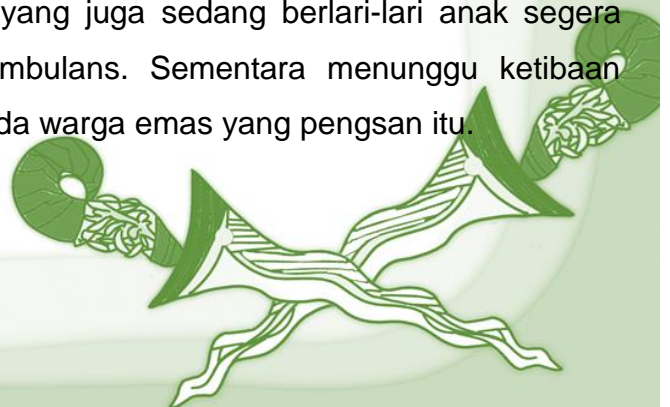 yang juga sedang berlari-lari anak segera
mbulans. Sementara menunggu ketibaan
da warga emas yang pengsan itu.